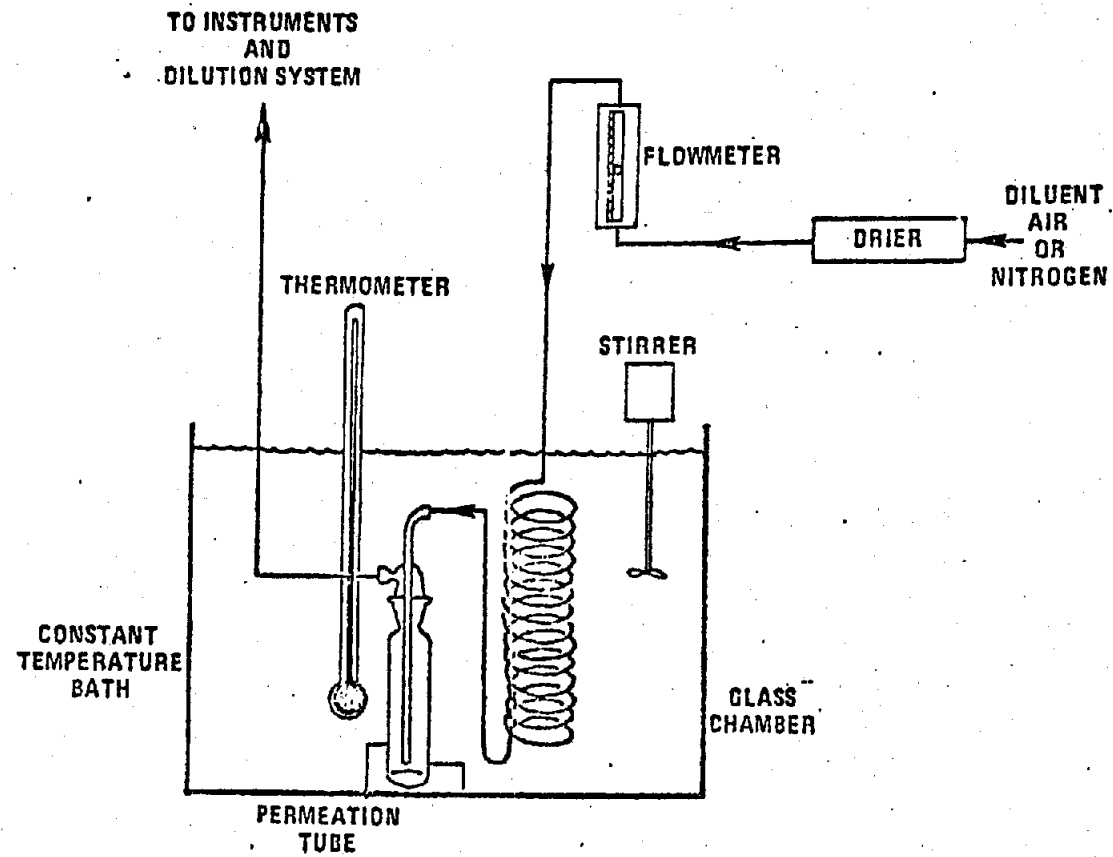 TO INSTRUMENTS
AND
DILUTION SYSTEM
FLOWMETER
DILUENT
AIR
OR
NITROGEN
DRIER
THERMOMETER
STIRRER
CONSTANT
TEMPERATURE
BATH
GLASS
CHAMBER
PERMEATION
TUBE